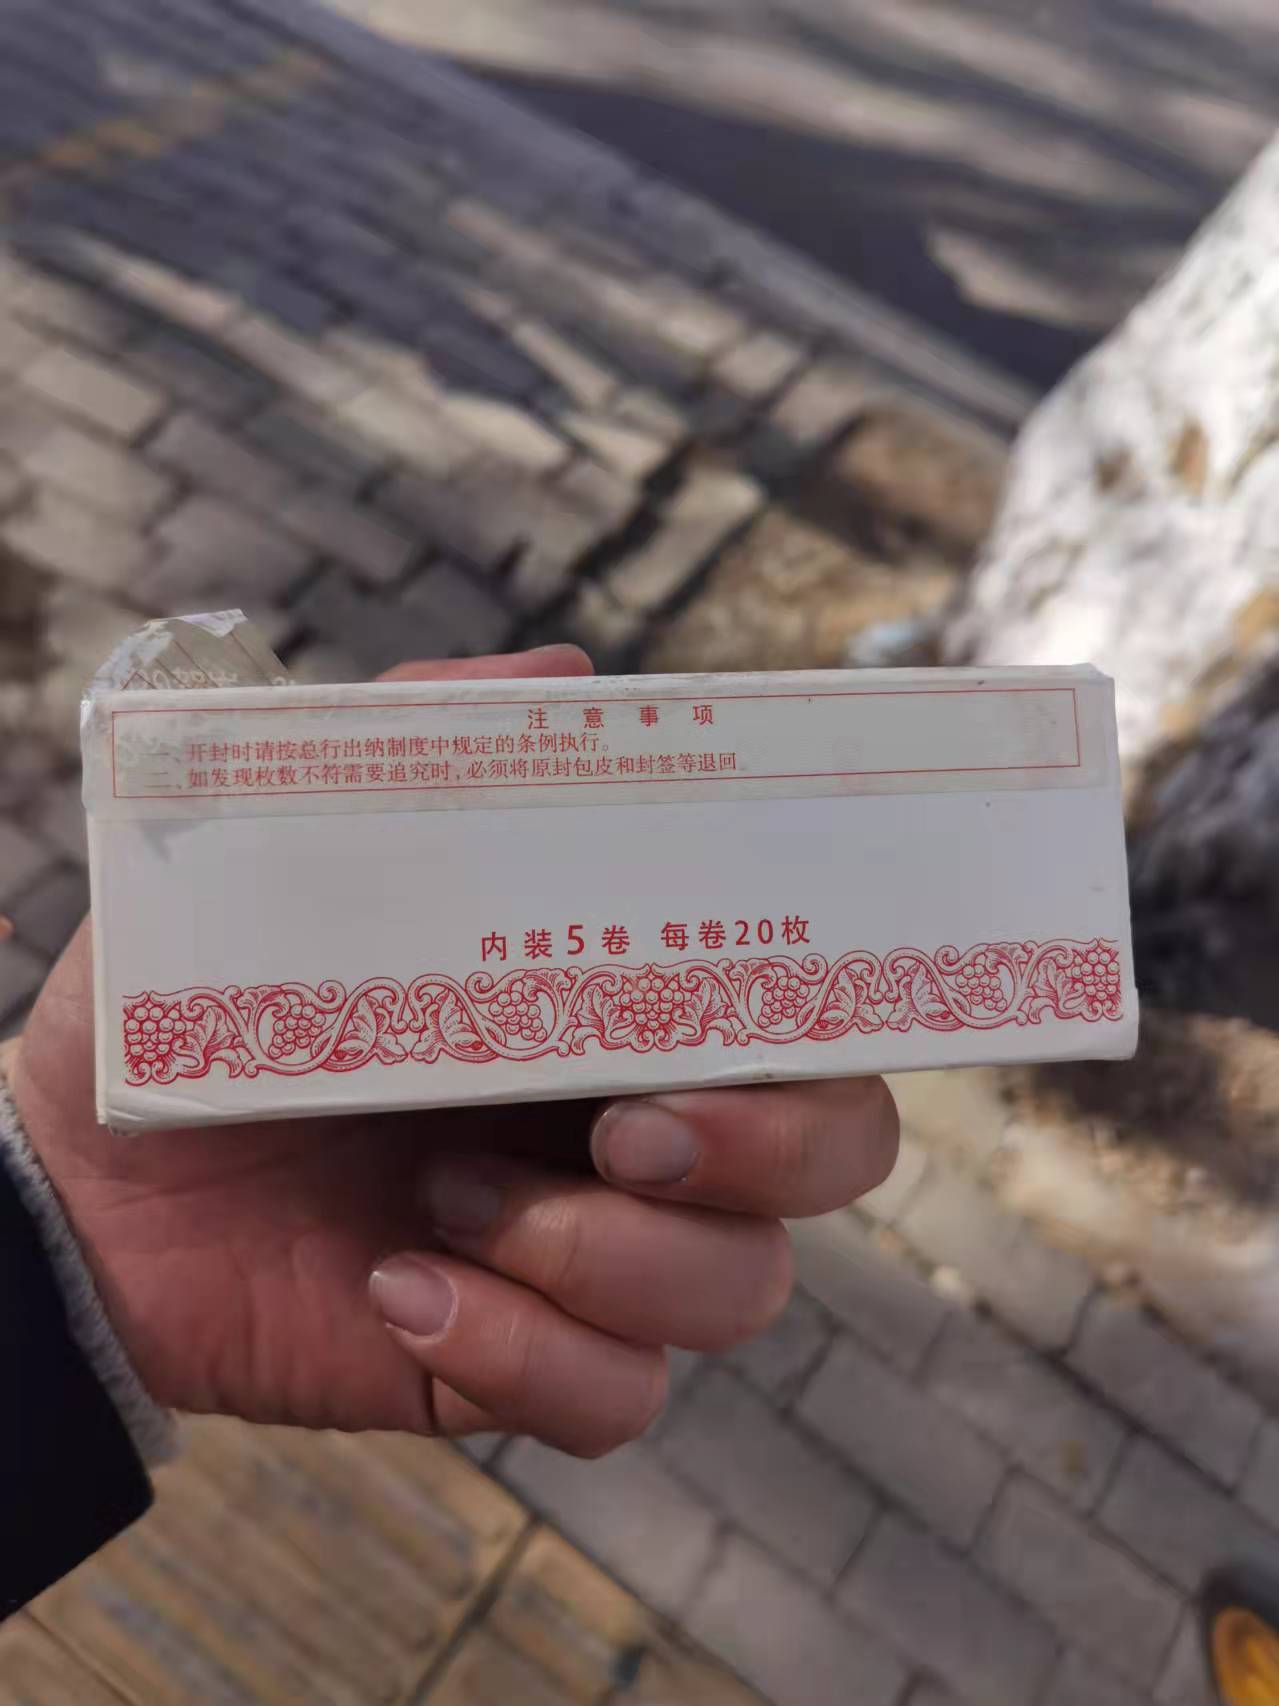 注意事项
一、开封时请按总行出纳制度中规定的条例执行。
二、如发现枚数不符需要追究时，必须将原封包皮和封签等退回
内装5卷 每卷20枚